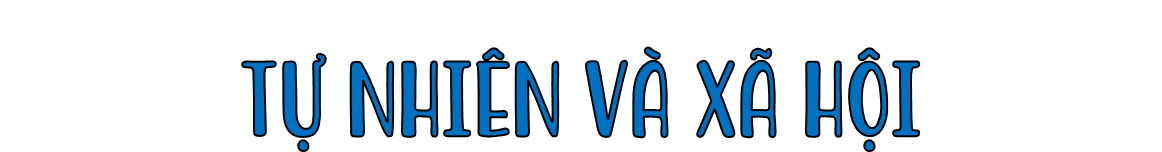 TỰ NHIÊN VÀ XÃ HỘI